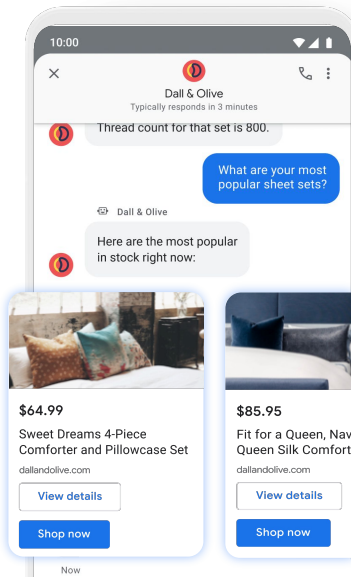 10:00
Dall & Olive
Typically responds in 3 minutes
Thread count for that set is 800.
What are your most
popular sheet sets?
Dall & Olive
Here are the most popular
in stock right now:
$64.99
Sweet Dreams 4-Piece
Comforter and Pillowcase Set
dallandolive.com
View details
Shop now
$85.95
Fit for a Queen, Nav
Queen Silk Comfort
dallandolive.com
View details
Shop now
Now